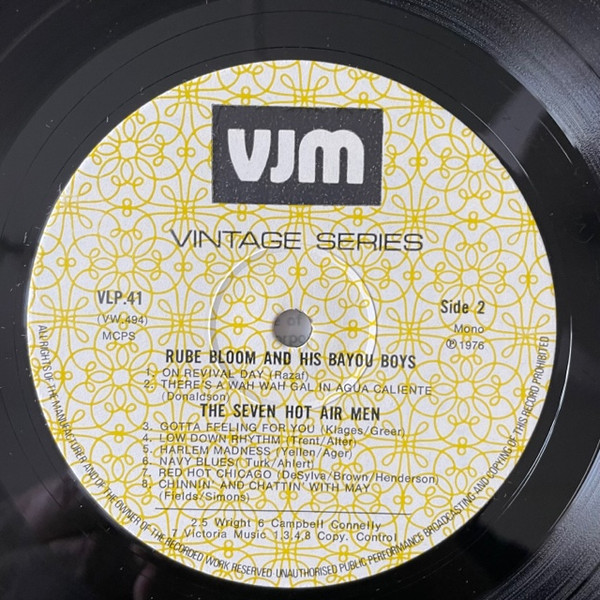 VJM
VINTAGE SERIES
VLP.41
(VW.494)
MCPS
Side 2
Mono
Ⓟ1976
RUBE BLOOM AND HIS BAYOU BOYS
1. ON REVIVAL DAY (Razaf)
2. THERE'S A WAH WAH GAL IN AGUA CALIENTE
(Donaldson)
THE SEVEN HOT AIR MEN
3. GOTTA FEELING FOR YOU (Klages/Greer)
4. LOW DOWN RHYTHM (Trent/Alter)
5. HARLEM MADNESS (Yellen/Ager)
6. NAVY BLUES (Turk/Ahlert)
7. RED HOT CHICAGO (DeSylva/Brown/Henderson)
8. CHINNIN' AND CHATTIN' WITH MAY
(Fields/Simons)
2.5 Wright 6 Campbell Connelly
7 Victoria Music 1,3,4,8 Copy. Control
ALL RIGHTS OF THE MANUFACTURER AND OF THE OWNER OF THE RECORDED WORK RESERVED UNAUTHORISED PUBLIC PERFORMANCE BROADCASTING AND COPYING OF THIS RECORD PROHIBITED